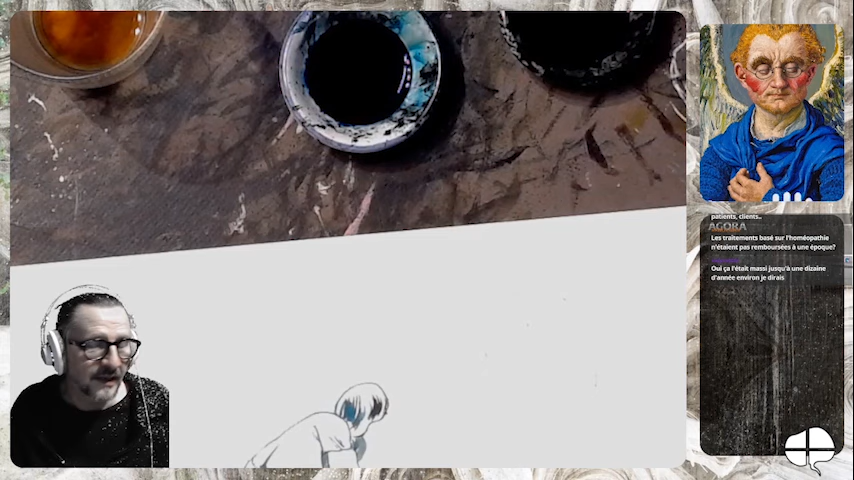 patients, clients..
AGORA
Les traitements basé sur l'homéopathie
n'étaient pas remboursées à une époque?
Oui ça l'était massi jusqu'à une dizaine
d'année environ je dirais